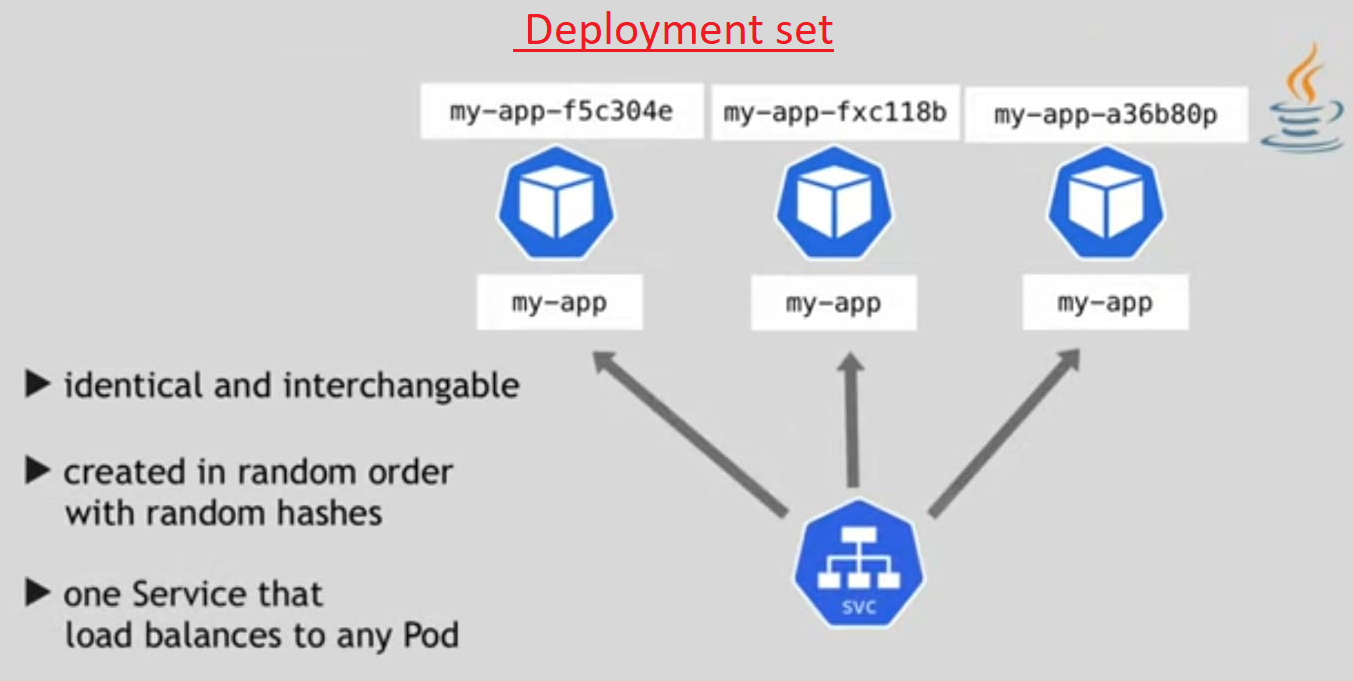 Deployment set
my-app-f5c304e
my-app-fxc118b
my-app-a36b80p
my-app
my-app
my-app
identical and interchangable
created in random order
with random hashes
one Service that
load balances to any Pod
svc